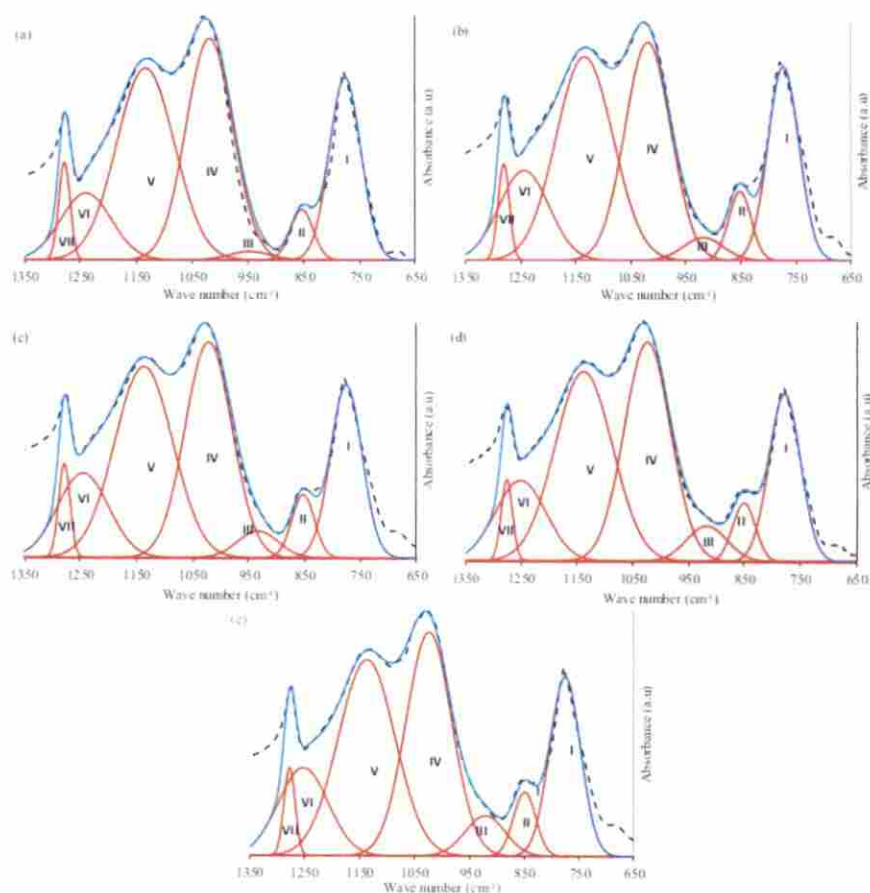 (a)
Absorbance (a.u)
I
II
III
IV
V
VI
VII
1350 1250 1150 1050 950 850 750 650
Wave number (cm-1)
(b)
Absorbance (a.u)
I
II
III
IV
V
VI
VII
1350 1250 1150 1050 950 850 750 650
Wave number (cm-1)
(c)
Absorbance (a.u)
I
II
III
IV
V
VI
VII
1350 1250 1150 1050 950 850 750 650
Wave number (cm-1)
(d)
Absorbance (a.u)
I
II
III
IV
V
VI
VII
1350 1250 1150 1050 950 850 750 650
Wave number (cm-1)
(e)
Absorbance (a.u)
I
II
III
IV
V
VI
VII
1350 1250 1150 1050 950 850 750 650
Wave number (cm-1)